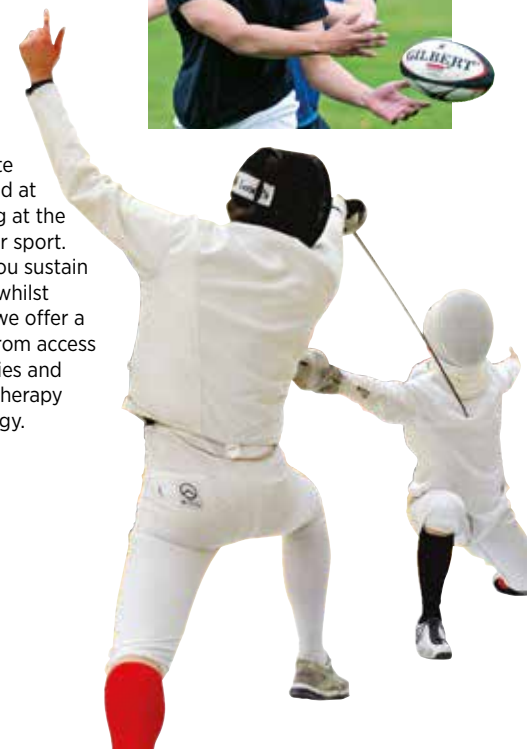 GILBERT
te
d at
g at the
r sport.
ou sustain
whilst
we offer a
rom access
ies and
herapy
gy.